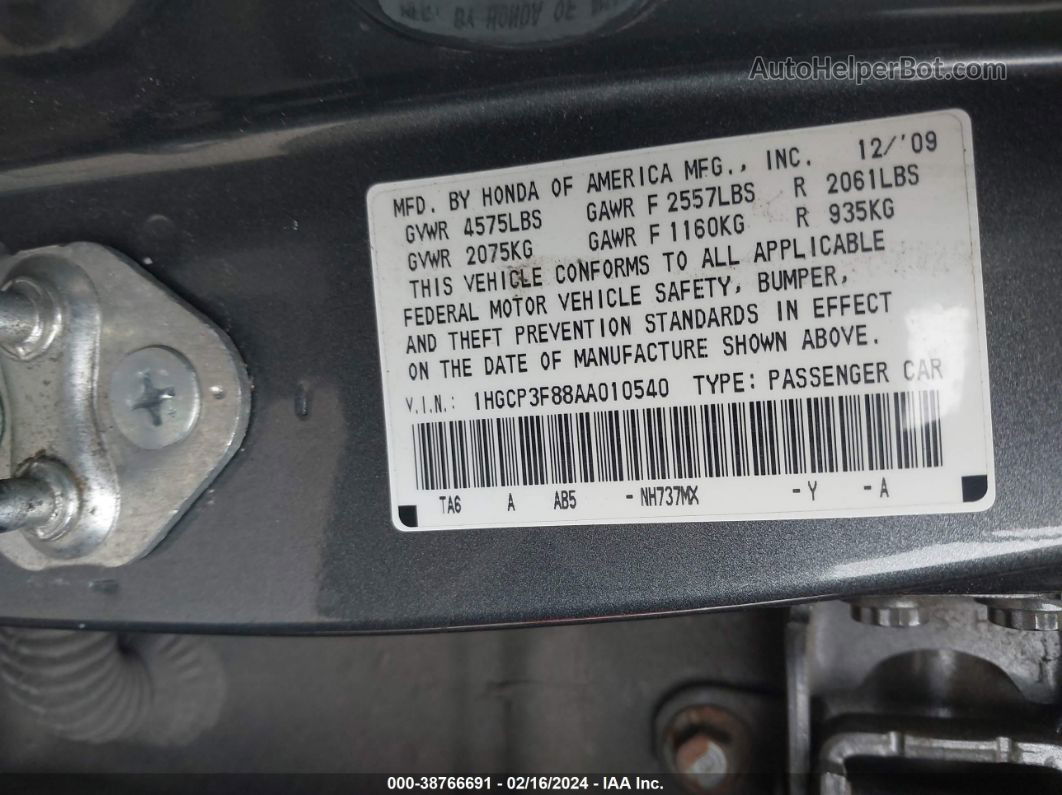 BY HONDA OF
AutoHelperBot.com
MFD. BY HONDA OF AMERICA MFG., INC. 12/'09
GVWR 4575LBS GAWR F 2557LBS R 2061LBS
GVWR 2075KG GAWR F 1160KG R 935KG
THIS VEHICLE CONFORMS TO ALL APPLICABLE
FEDERAL MOTOR VEHICLE SAFETY, BUMPER,
AND THEFT PREVENTION STANDARDS IN EFFECT
ON THE DATE OF MANUFACTURE SHOWN ABOVE.
V.I.N.: 1HGCP3F88AA010540 TYPE: PASSENGER CAR
TA6 A AB5 - NH737MX - Y - A
000-38766691 - 02/16/2024 - IAA Inc.